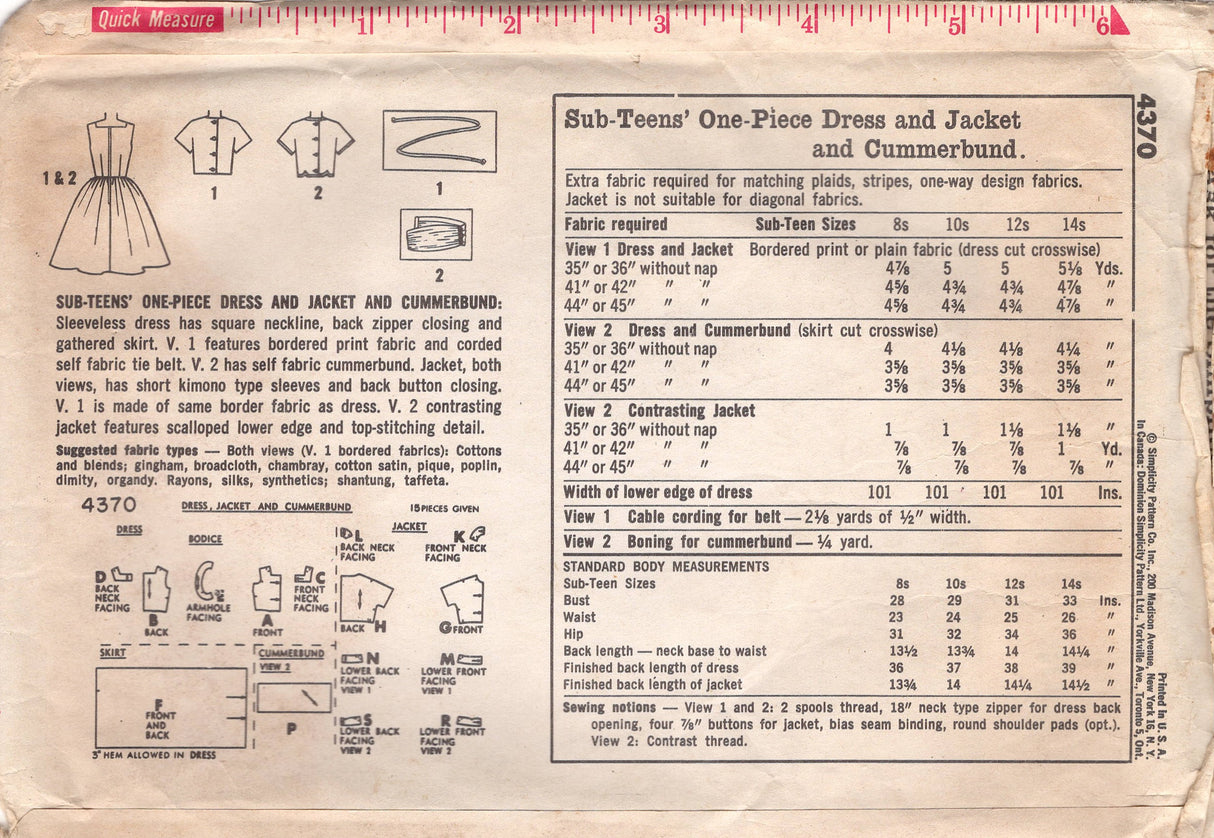 Quick Measure 1 2 3 4 5 6
1 & 2
1
2
1
2
SUB-TEENS' ONE-PIECE DRESS AND JACKET AND CUMMERBUND:
Sleeveless dress has square neckline, back zipper closing and
gathered skirt. V. 1 features bordered print fabric and corded
self fabric tie belt. V. 2 has self fabric cummerbund. Jacket, both
views, has short kimono type sleeves and back button closing.
V. 1 is made of same border fabric as dress. V. 2 contrasting
jacket features scalloped lower edge and top-stitching detail.
Suggested fabric types — Both views (V. 1 bordered fabrics): Cottons
and blends; gingham, broadcloth, chambray, cotton satin, pique, poplin,
dimity, organdy. Rayons, silks, synthetics; shantung, taffeta.
4370 DRESS, JACKET AND CUMMERBUND 15 PIECES GIVEN
DRESS
BODICE
D
BACK
NECK
FACING
B
BACK
E
ARMHOLE
FACING
A
FRONT
C
FRONT
NECK
FACING
JACKET
L
BACK NECK
FACING
K
FRONT NECK
FACING
BACK H
G FRONT
SKIRT
F
FRONT
AND
BACK
3" HEM ALLOWED IN DRESS
CUMMERBUND
VIEW 2
P
N
LOWER BACK
FACING
VIEW 1
M
LOWER FRONT
FACING
VIEW 1
S
LOWER BACK
FACING
VIEW 2
R
LOWER FRONT
FACING
VIEW 2
Sub-Teens' One-Piece Dress and Jacket
and Cummerbund.
Extra fabric required for matching plaids, stripes, one-way design fabrics.
Jacket is not suitable for diagonal fabrics.
Fabric required Sub-Teen Sizes 8s 10s 12s 14s
View 1 Dress and Jacket Bordered print or plain fabric (dress cut crosswise)
35" or 36" without nap 4⅞ 5 5 5⅛ Yds.
41" or 42" " " 4⅝ 4¾ 4¾ 4⅞ "
44" or 45" " " 4⅝ 4¾ 4¾ 4⅞ "
View 2 Dress and Cummerbund (skirt cut crosswise)
35" or 36" without nap 4 4⅛ 4⅛ 4¼ "
41" or 42" " " 3⅝ 3⅝ 3⅝ 3⅝ "
44" or 45" " " 3⅝ 3⅝ 3⅝ 3⅝ "
View 2 Contrasting Jacket
35" or 36" without nap 1 1 1⅛ 1⅛ "
41" or 42" " " ⅞ ⅞ ⅞ 1 Yd.
44" or 45" " " ⅞ ⅞ ⅞ ⅞ "
Width of lower edge of dress 101 101 101 101 Ins.
View 1 Cable cording for belt — 2⅛ yards of ½" width.
View 2 Boning for cummerbund — ¼ yard.
STANDARD BODY MEASUREMENTS
Sub-Teen Sizes 8s 10s 12s 14s
Bust 28 29 31 33 Ins.
Waist 23 24 25 26 "
Hip 31 32 34 36 "
Back length — neck base to waist 13½ 13¾ 14 14¼ "
Finished back length of dress 36 37 38 39 "
Finished back length of jacket 13¾ 14 14¼ 14½ "
Sewing notions — View 1 and 2: 2 spools thread, 18" neck type zipper for dress back
opening, four ⅞" buttons for jacket, bias seam binding, round shoulder pads (opt.).
View 2: Contrast thread.
4370
© Simplicity Pattern Co. Inc., 200 Madison Avenue, New York 16, N. Y.
In Canada: Dominion Simplicity Pattern Ltd., Yorkville Ave., Toronto 5, Ont.
Printed in U. S. A.